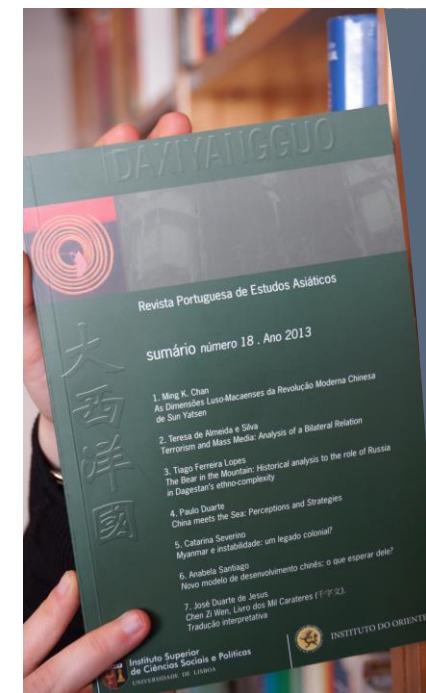 DAXIYANGGUO
Revista Portuguesa de Estudos Asiáticos
sumário número 18 . Ano 2013
大西洋國
1. Ming K. Chan
As Dimensões Luso-Macaenses da Revolução Moderna Chinesa
de Sun Yatsen
2. Teresa de Almeida e Silva
Terrorism and Mass Media: Analysis of a Bilateral Relation
3. Tiago Ferreira Lopes
The Bear in the Mountain: Historical analysis to the role of Russia
in Dagestan's ethno-complexity
4. Paulo Duarte
China meets the Sea: Perceptions and Strategies
5. Catarina Severino
Myanmar e instabilidade: um legado colonial?
6. Anabela Santiago
Novo modelo de desenvolvimento chinês: o que esperar dele?
7. José Duarte de Jesus
Chen Zi Wen, Livro dos Mil Carateres (千字文).
Tradução interpretativa
Instituto Superior
de Ciências Sociais e Políticas
UNIVERSIDADE DE LISBOA
INSTITUTO DO ORIENTE